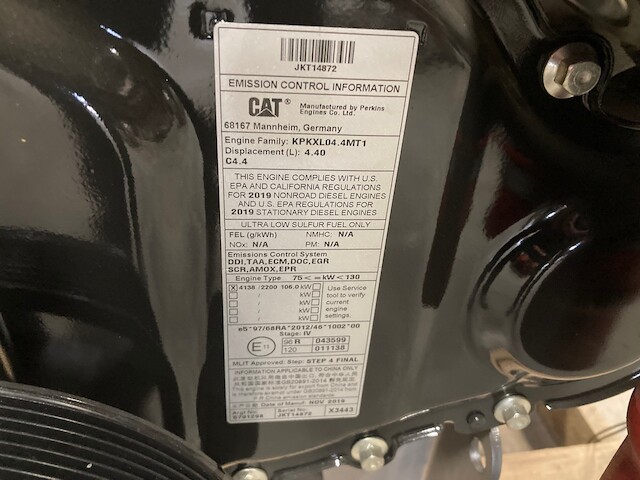 JKT14872
EMISSION CONTROL INFORMATION
CAT® Manufactured by Perkins
Engines Co. Ltd.
68167 Mannheim, Germany
Engine Family: KPKXL04.4MT1
Displacement (L): 4.40
C4.4
THIS ENGINE COMPLIES WITH U.S.
EPA AND CALIFORNIA REGULATIONS
FOR 2019 NONROAD DIESEL ENGINES
AND U.S. EPA REGULATIONS FOR
2019 STATIONARY DIESEL ENGINES
ULTRA LOW SULFUR FUEL ONLY
FEL (g/kWh) NMHC: N/A
NOx: N/A PM: N/A
Emissions Control System
DDI,TAA,ECM,DOC,EGR
SCR,AMOX,EPR
Engine Type 75<=kW<130
X 4138 /2200 106.0 kW Use Service
/ kW tool to verify
/ kW current
/ kW engine
/ kW settings.
e5*97/68RA*2012/46*1002*00
Stage: IV
E11 96 R 043599
120 011138
MLIT Approved: Step: STEP 4 FINAL
INFORMATION APPLICABLE TO CHINA ONLY
Date of Manuf: NOV 2019
Serial No. X3443
JKT14872